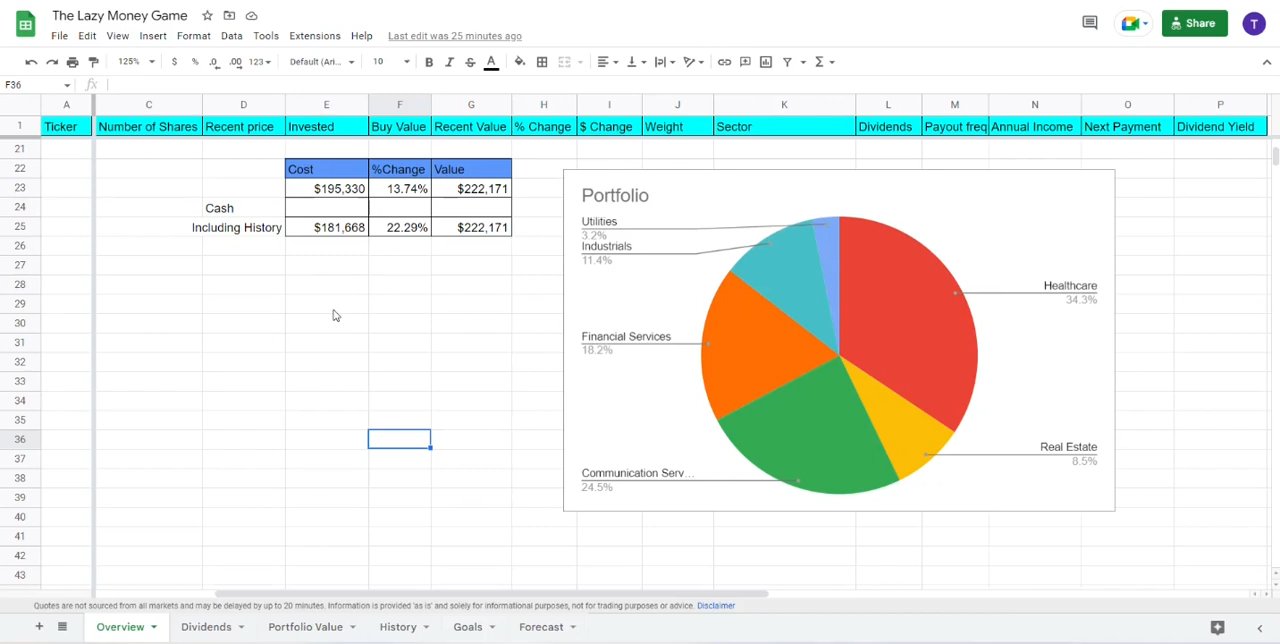 The Lazy Money Game
File Edit View Insert Format Data Tools Extensions Help Last edit was 25 minutes ago
Share
T
125% $ % .0 .00 123 Default (Ari... 10 B I S A
F36 fx
A C D E F G H I J K L M N O P
1 Ticker Number of Shares Recent price Invested Buy Value Recent Value % Change $ Change Weight Sector Dividends Payout freq Annual Income Next Payment Dividend Yield
21
22 Cost %Change Value
23 $195,330 13.74% $222,171
24 Cash
25 Including History $181,668 22.29% $222,171
26
27
28
29
30
31
32
33
34
35
36
37
38
39
40
41
42
43
Portfolio
Utilities
3.2%
Industrials
11.4%
Healthcare
34.3%
Financial Services
18.2%
Real Estate
8.5%
Communication Serv...
24.5%
Quotes are not sourced from all markets and may be delayed by up to 20 minutes. Information is provided 'as is' and solely for informational purposes, not for trading purposes or advice. Disclaimer
Overview Dividends Portfolio Value History Goals Forecast